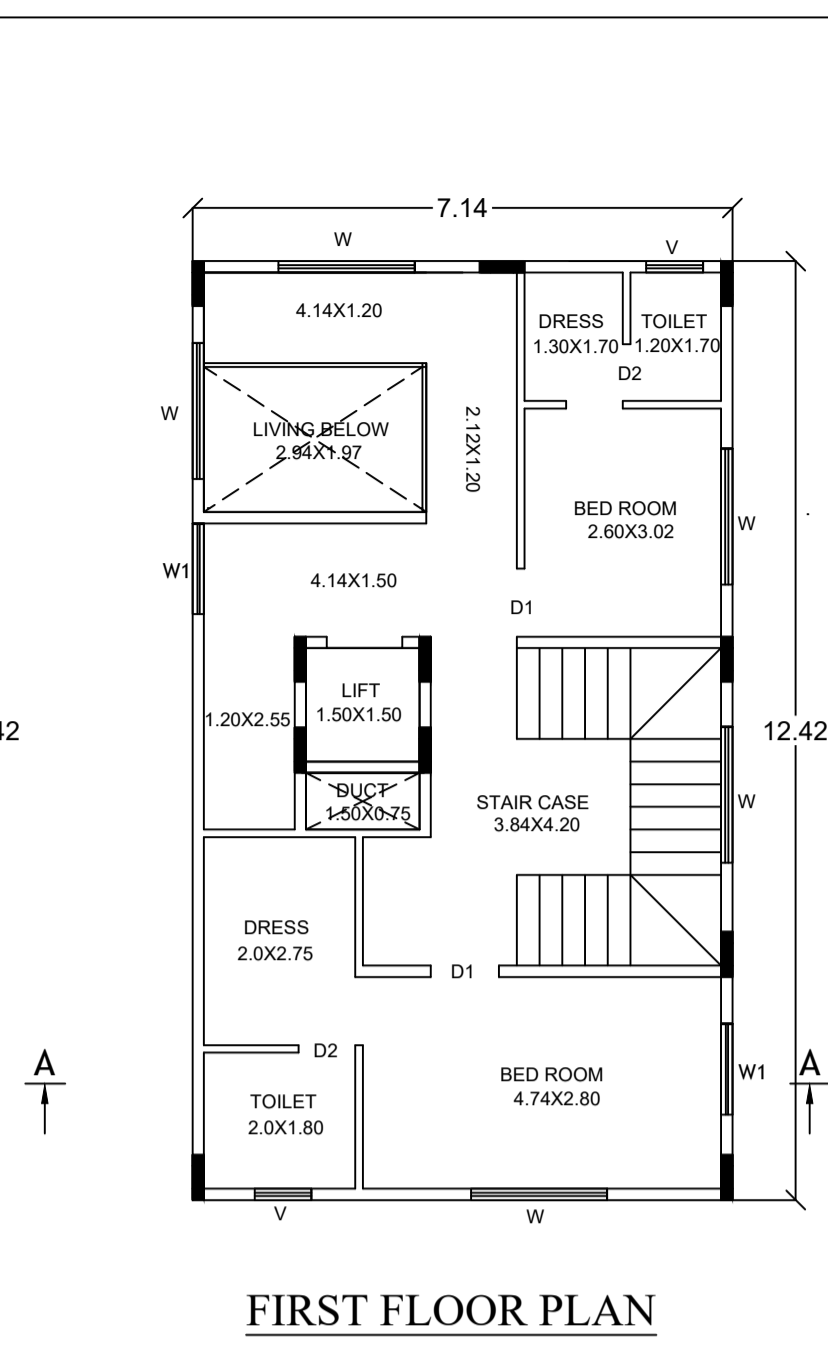 7.14
W
V
4.14X1.20
DRESS
1.30X1.70
TOILET
1.20X1.70
D2
W
LIVING BELOW
2.94X1.97
2.12X1.20
BED ROOM
2.60X3.02
W
W1
4.14X1.50
D1
LIFT
1.50X1.50
1.20X2.55
42
12.42
DUCT
1.50X0.75
STAIR CASE
3.84X4.20
W
DRESS
2.0X2.75
D1
D2
A
BED ROOM
4.74X2.80
W1
A
TOILET
2.0X1.80
V
W
FIRST FLOOR PLAN